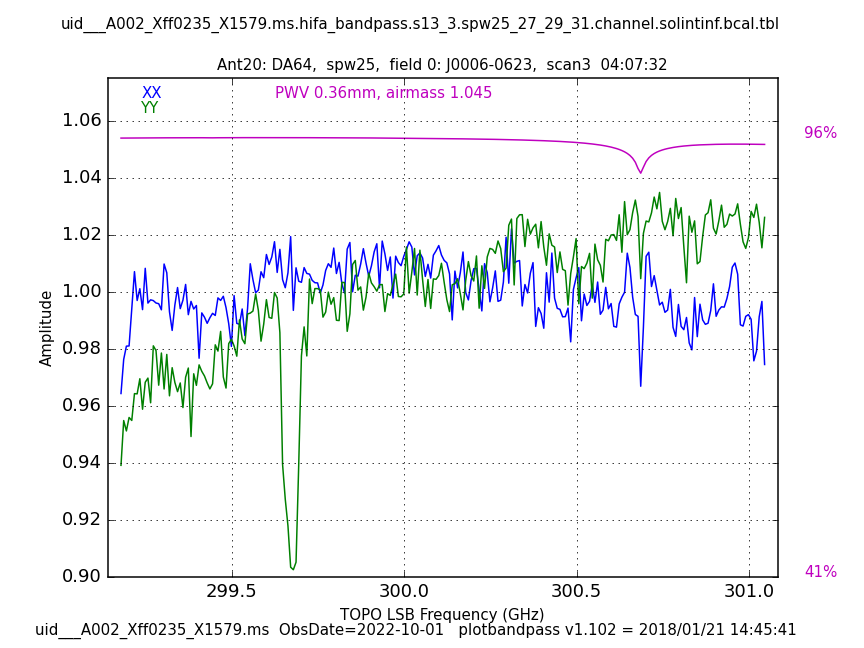 uid___A002_Xff0235_X1579.ms.hifa_bandpass.s13_3.spw25_27_29_31.channel.solintinf.bcal.tbl
Ant20: DA64,  spw25,  field 0: J0006-0623,  scan3  04:07:32
XX
YY
PWV 0.36mm, airmass 1.045
96%
41%
1.06
1.04
1.02
1.00
0.98
0.96
0.94
0.92
0.90
Amplitude
299.5 300.0 300.5 301.0
TOPO LSB Frequency (GHz)
uid___A002_Xff0235_X1579.ms  ObsDate=2022-10-01   plotbandpass v1.102 = 2018/01/21 14:45:41